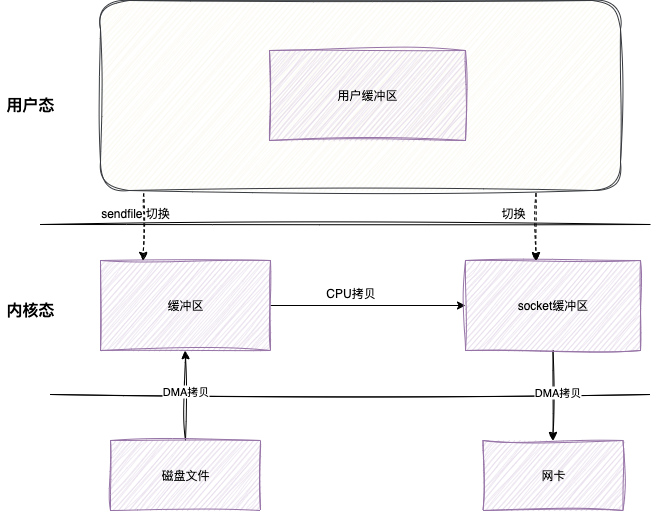 用户态
用户缓冲区
sendfile 切换
切换
内核态
缓冲区
CPU拷贝
socket缓冲区
DMA拷贝
DMA拷贝
磁盘文件
网卡